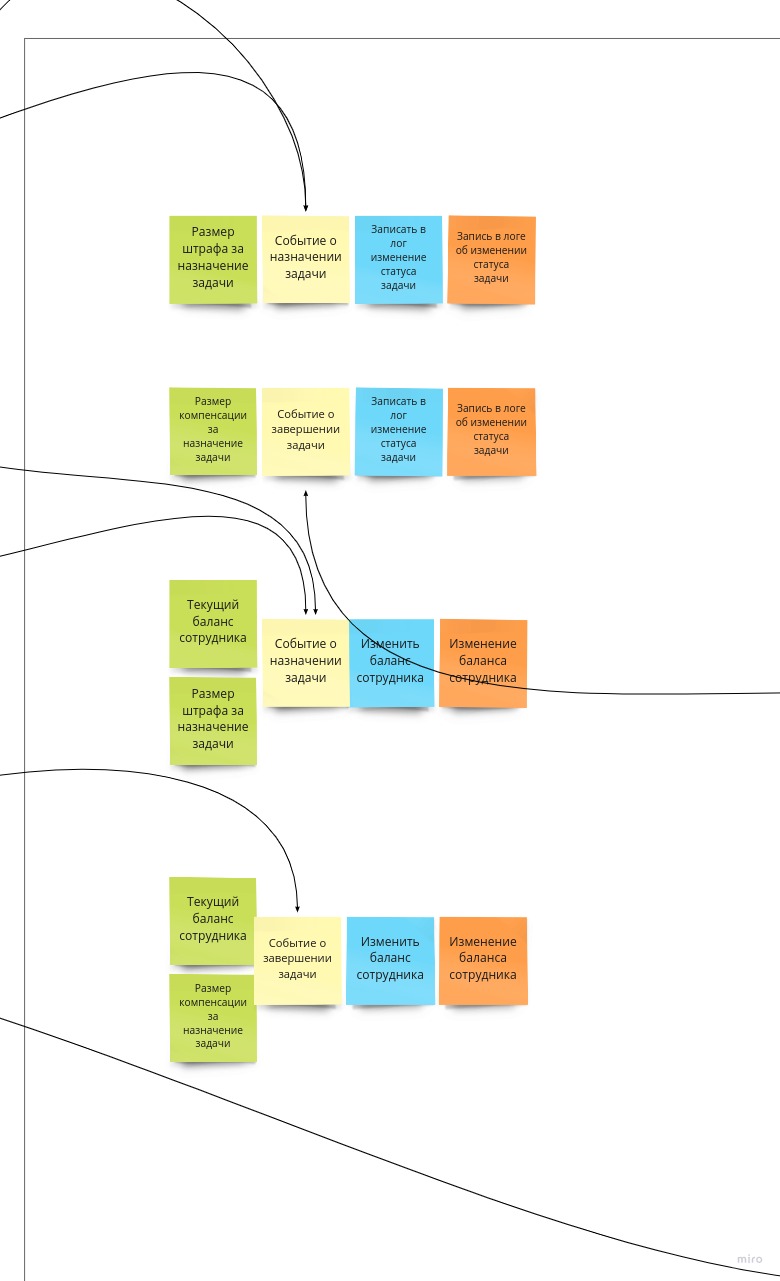 Размер
штрафа за
назначение
задачи
Событие о
назначении
задачи
Записать в
лог
изменение
статуса
задачи
Запись в логе
об изменении
статуса
задачи
Размер
компенсации
за
назначение
задачи
Событие о
завершении
задачи
Записать в
лог
изменение
статуса
задачи
Запись в логе
об изменении
статуса
задачи
Текущий
баланс
сотрудника
Размер
штрафа за
назначение
задачи
Событие о
назначении
задачи
Изменить
баланс
сотрудника
Изменение
баланса
сотрудника
Текущий
баланс
сотрудника
Размер
компенсации
за
назначение
задачи
Событие о
завершении
задачи
Изменить
баланс
сотрудника
Изменение
баланса
сотрудника
miro